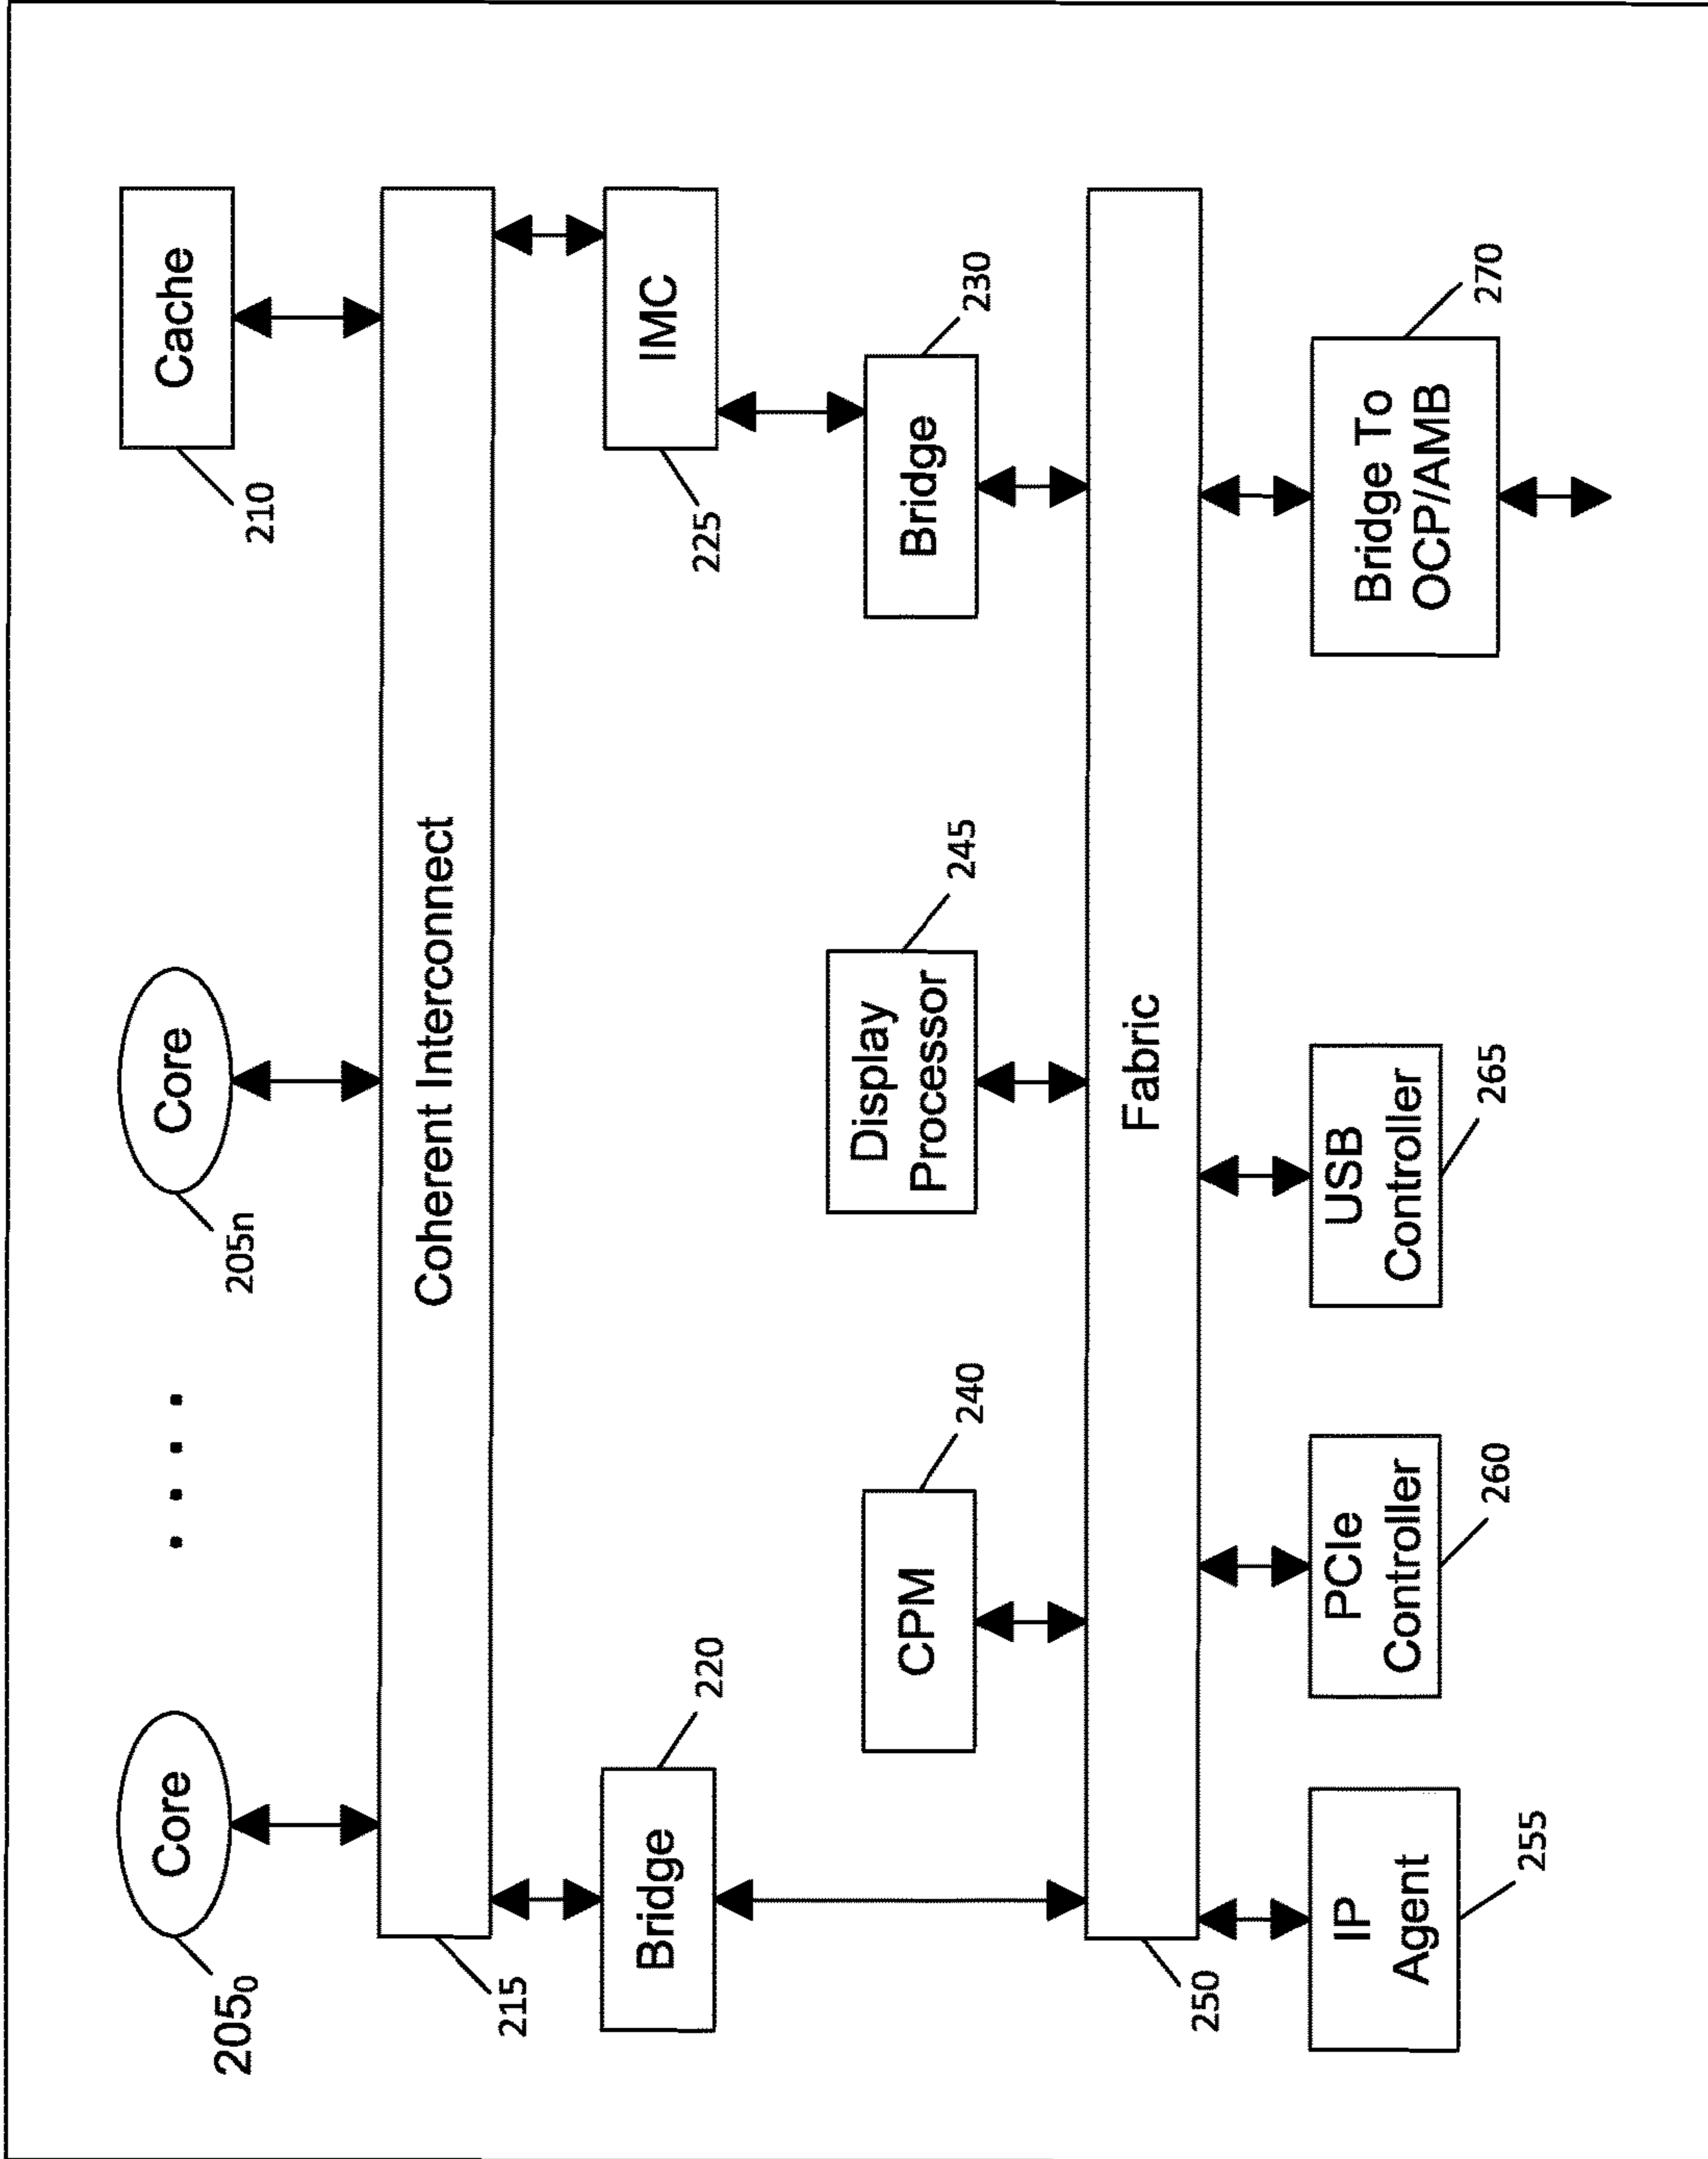 Core
Core
Cache
205₀
205n
210
Coherent Interconnect
215
Bridge
220
IMC
225
CPM
240
Display
Processor
245
Bridge
230
Fabric
250
IP
Agent
255
PCIe
Controller
260
USB
Controller
265
Bridge To
OCP/AMB
270